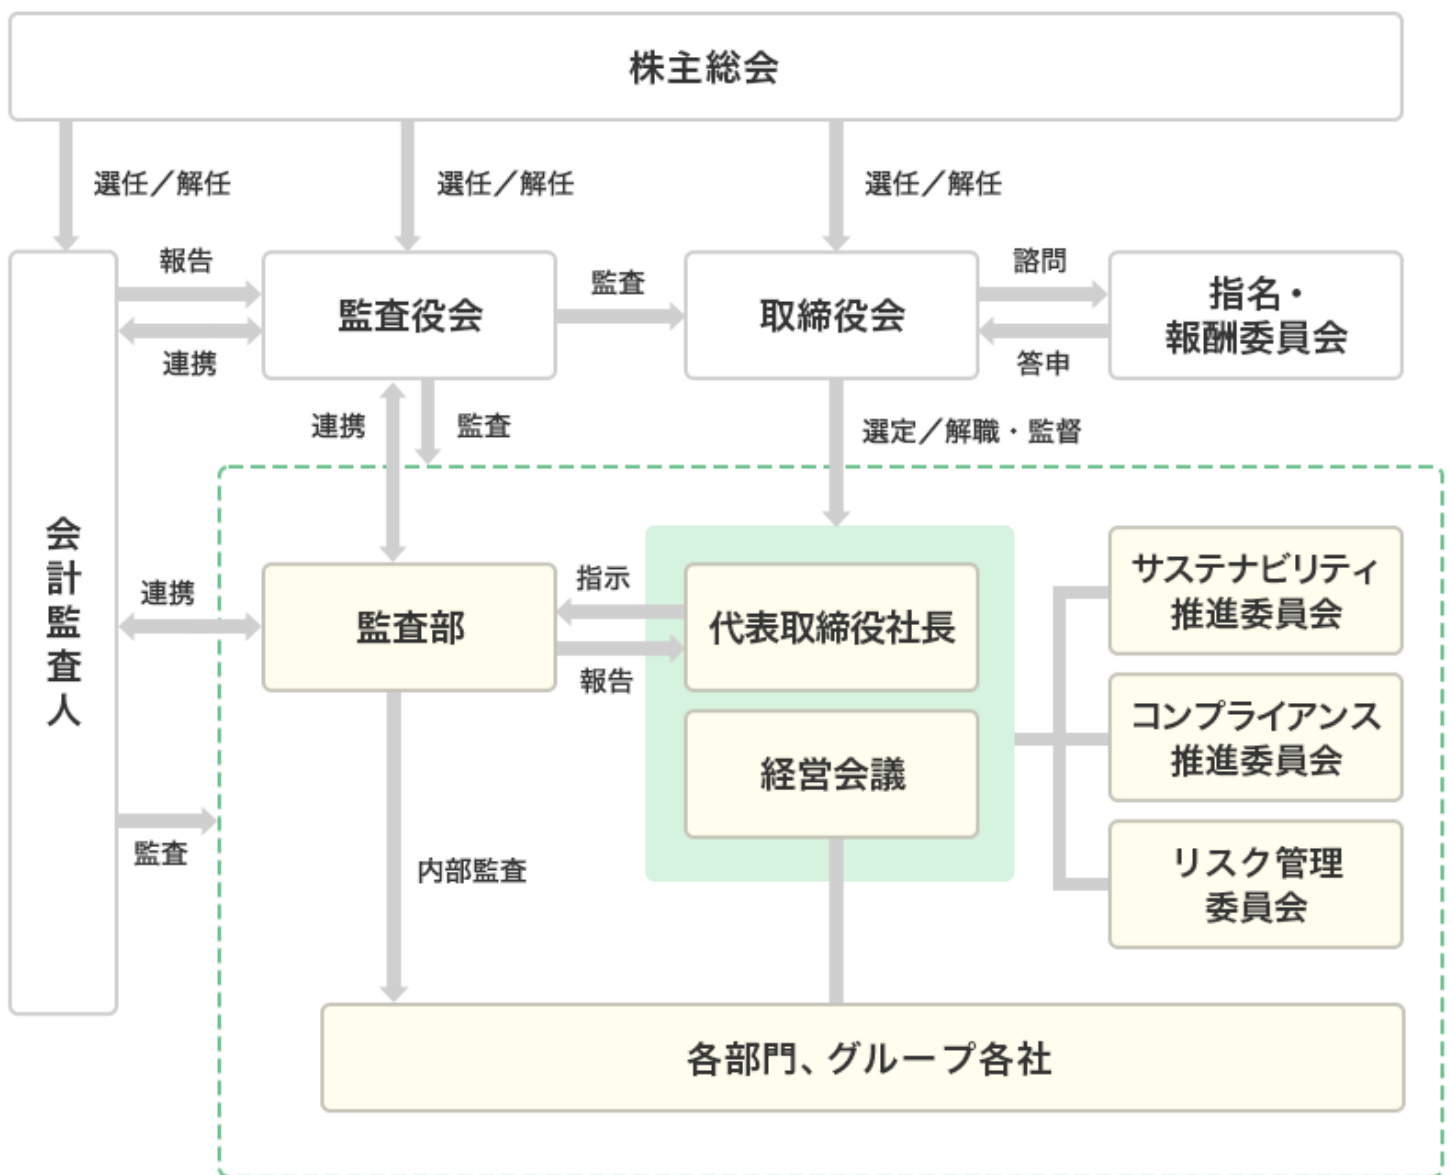 株主総会
選任／解任
選任／解任
選任／解任
報告
監査役会
監査
取締役会
諮問
指名・
報酬委員会
連携
答申
連携
監査
選定／解職・監督
会計監査人
連携
監査部
指示
報告
代表取締役社長
サステナビリティ
推進委員会
経営会議
コンプライアンス
推進委員会
監査
内部監査
リスク管理
委員会
各部門、グループ各社